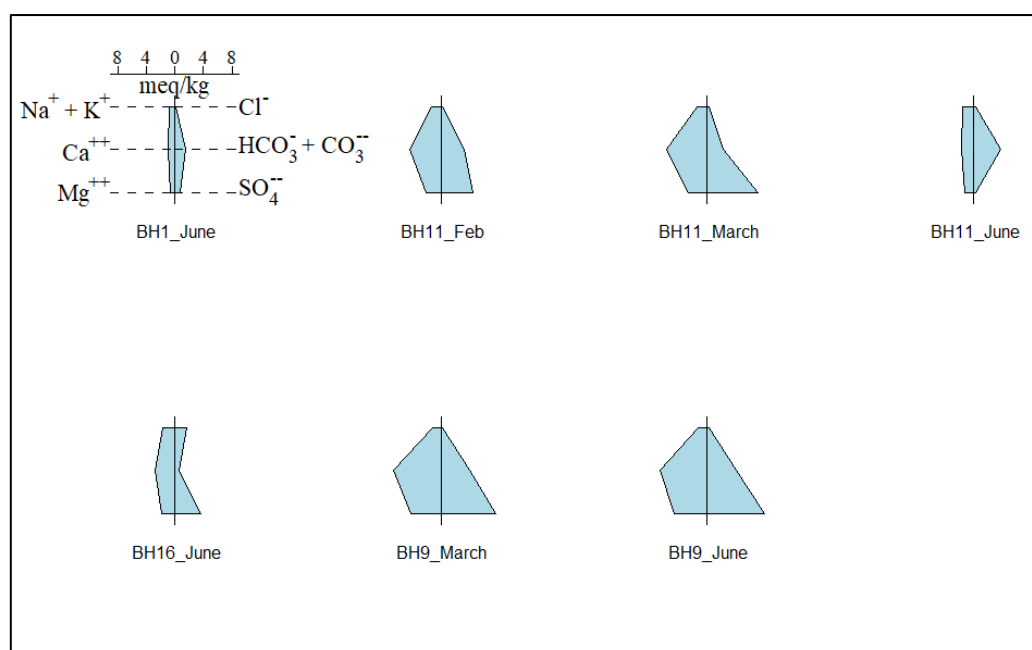 8 4 0 4 8
meq/kg
Na⁺ + K⁺ Cl⁻
Ca⁺⁺ HCO₃⁻ + CO₃⁻⁻
Mg⁺⁺ SO₄⁻⁻
BH1_June BH11_Feb BH11_March BH11_June
BH16_June BH9_March BH9_June